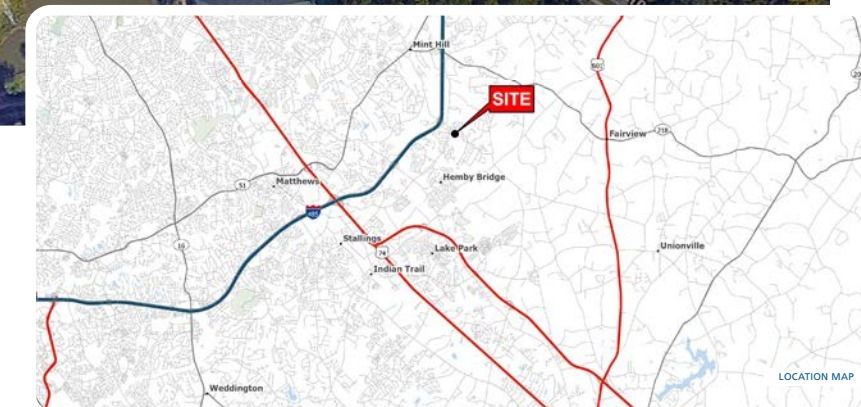 Mint Hill
601
SITE
Fairview
218
Matthews
51
Hemby Bridge
485
16
Stallings
74
Lake Park
Unionville
Indian Trail
LOCATION MAP
Weddington